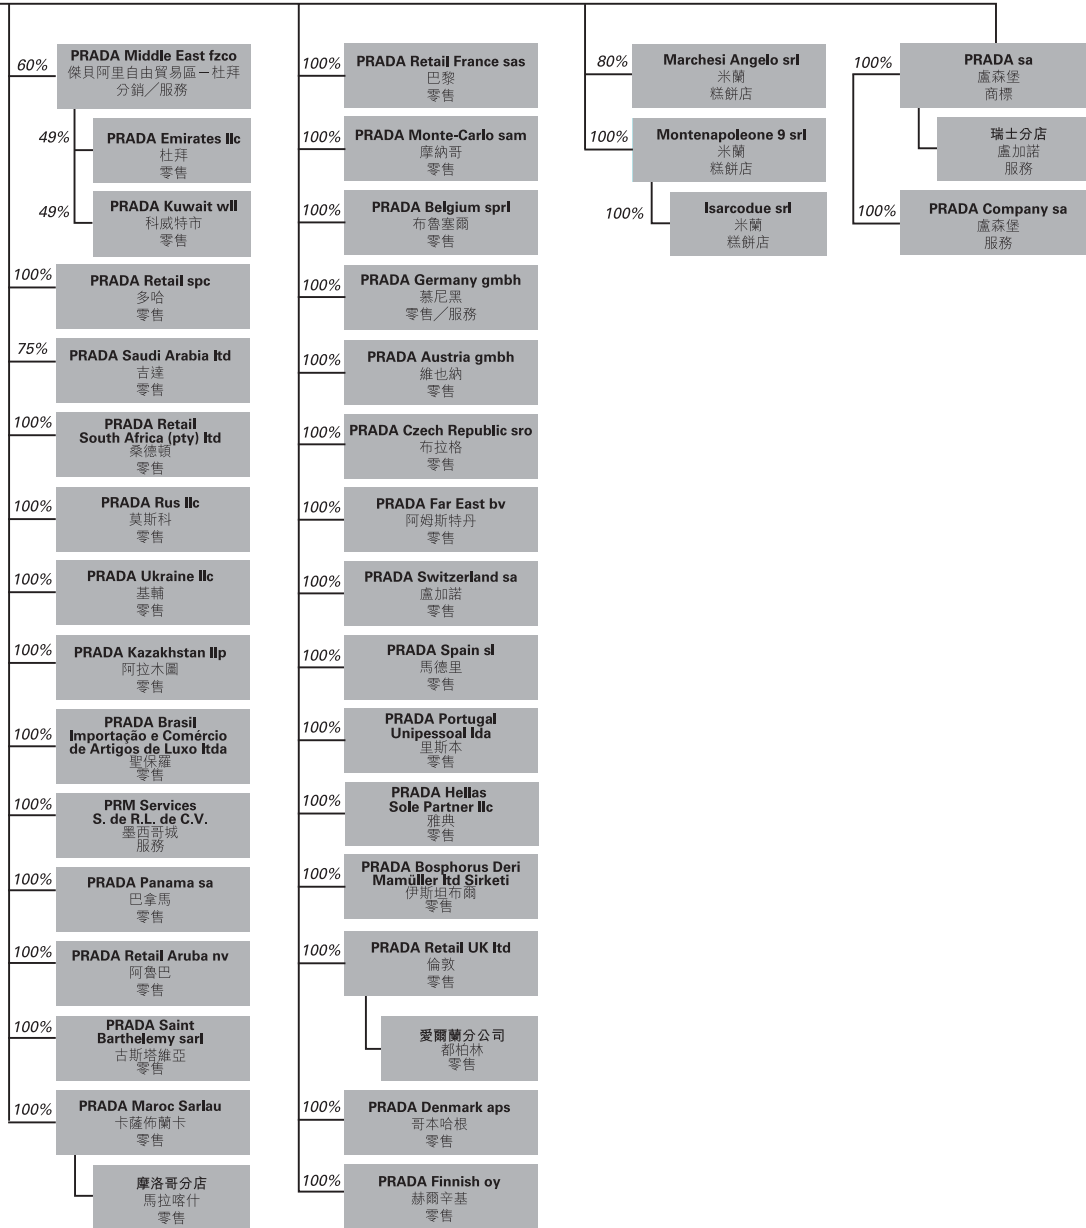 60%
PRADA Middle East fzco
傑貝阿里自由貿易區－杜拜
分銷／服務
49%
PRADA Emirates llc
杜拜
零售
49%
PRADA Kuwait wll
科威特市
零售
100%
PRADA Retail spc
多哈
零售
75%
PRADA Saudi Arabia ltd
吉達
零售
100%
PRADA Retail
South Africa (pty) ltd
桑德頓
零售
100%
PRADA Rus llc
莫斯科
零售
100%
PRADA Ukraine llc
基輔
零售
100%
PRADA Kazakhstan llp
阿拉木圖
零售
100%
PRADA Brasil
Importação e Comércio
de Artigos de Luxo ltda
聖保羅
零售
100%
PRM Services
S. de R.L. de C.V.
墨西哥城
服務
100%
PRADA Panama sa
巴拿馬
零售
100%
PRADA Retail Aruba nv
阿魯巴
零售
100%
PRADA Saint
Barthelemy sarl
古斯塔維亞
零售
100%
PRADA Maroc Sarlau
卡薩佈蘭卡
零售
摩洛哥分店
馬拉喀什
零售
100%
PRADA Retail France sas
巴黎
零售
100%
PRADA Monte-Carlo sam
摩納哥
零售
100%
PRADA Belgium sprl
布魯塞爾
零售
100%
PRADA Germany gmbh
慕尼黑
零售／服務
100%
PRADA Austria gmbh
維也納
零售
100%
PRADA Czech Republic sro
布拉格
零售
100%
PRADA Far East bv
阿姆斯特丹
零售
100%
PRADA Switzerland sa
盧加諾
零售
100%
PRADA Spain sl
馬德里
零售
100%
PRADA Portugal
Unipessoal lda
里斯本
零售
100%
PRADA Hellas
Sole Partner llc
雅典
零售
100%
PRADA Bosphorus Deri
Mamüller ltd Sirketi
伊斯坦布爾
零售
100%
PRADA Retail UK ltd
倫敦
零售
愛爾蘭分公司
都柏林
零售
100%
PRADA Denmark aps
哥本哈根
零售
100%
PRADA Finnish oy
赫爾辛基
零售
80%
Marchesi Angelo srl
米蘭
糕餅店
100%
Montenapoleone 9 srl
米蘭
糕餅店
100%
Isarcodue srl
米蘭
糕餅店
100%
PRADA sa
盧森堡
商標
瑞士分店
盧加諾
服務
100%
PRADA Company sa
盧森堡
服務